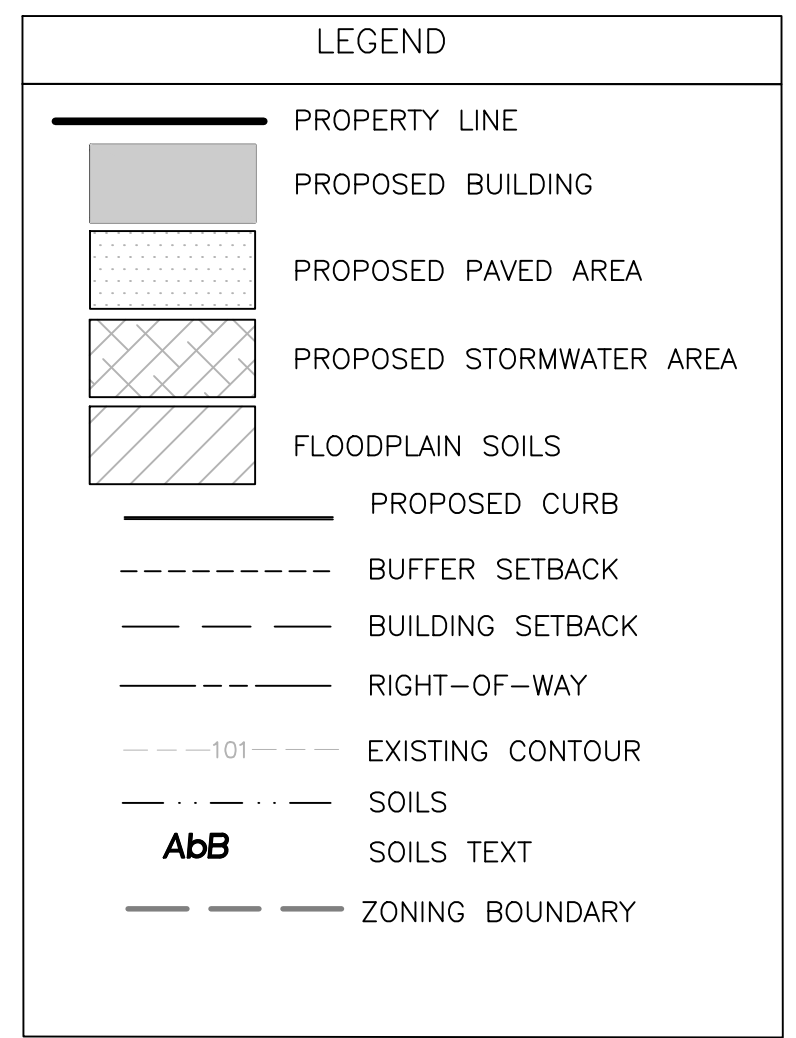 LEGEND
PROPERTY LINE
PROPOSED BUILDING
PROPOSED PAVED AREA
PROPOSED STORMWATER AREA
FLOODPLAIN SOILS
PROPOSED CURB
BUFFER SETBACK
BUILDING SETBACK
RIGHT-OF-WAY
101 EXISTING CONTOUR
SOILS
AbB SOILS TEXT
ZONING BOUNDARY